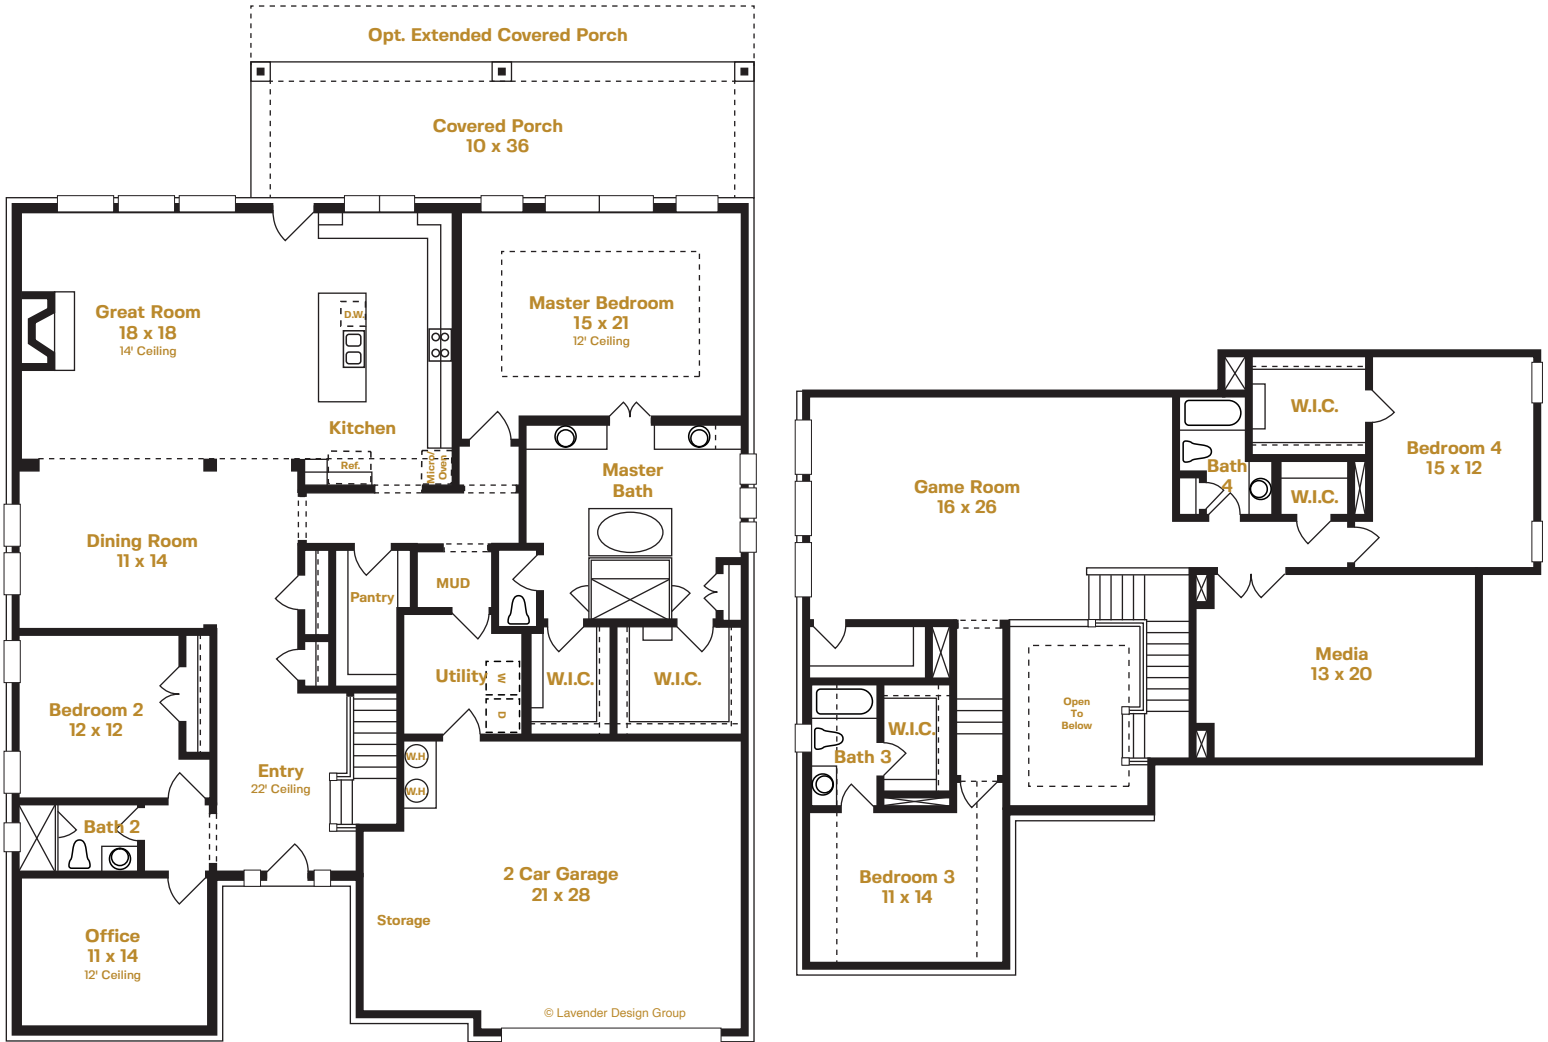 Opt. Extended Covered Porch
Covered Porch
10 x 36
Great Room
18 x 18
14' Ceiling
D.W.
Master Bedroom
15 x 21
12' Ceiling
Kitchen
Ref.
Micro/
Oven
Master
Bath
Dining Room
11 x 14
Pantry
MUD
Utility
W
D
W.I.C.
W.I.C.
Bedroom 2
12 x 12
Entry
22' Ceiling
W.H.
W.H.
Bath 2
2 Car Garage
21 x 28
Storage
Office
11 x 14
12' Ceiling
© Lavender Design Group
W.I.C.
Bedroom 4
15 x 12
Bath
4
W.I.C.
Game Room
16 x 26
Media
13 x 20
Open
To
Below
W.I.C.
Bath 3
Bedroom 3
11 x 14